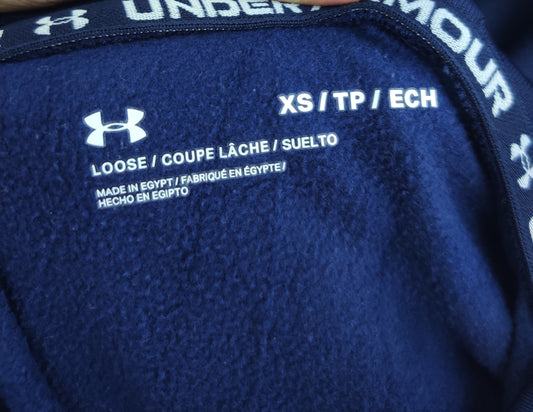 UNDER ARMOUR
XS / TP / ECH
LOOSE / COUPE LÂCHE / SUELTO
MADE IN EGYPT / FABRIQUÉ EN ÉGYPTE /
HECHO EN EGIPTO